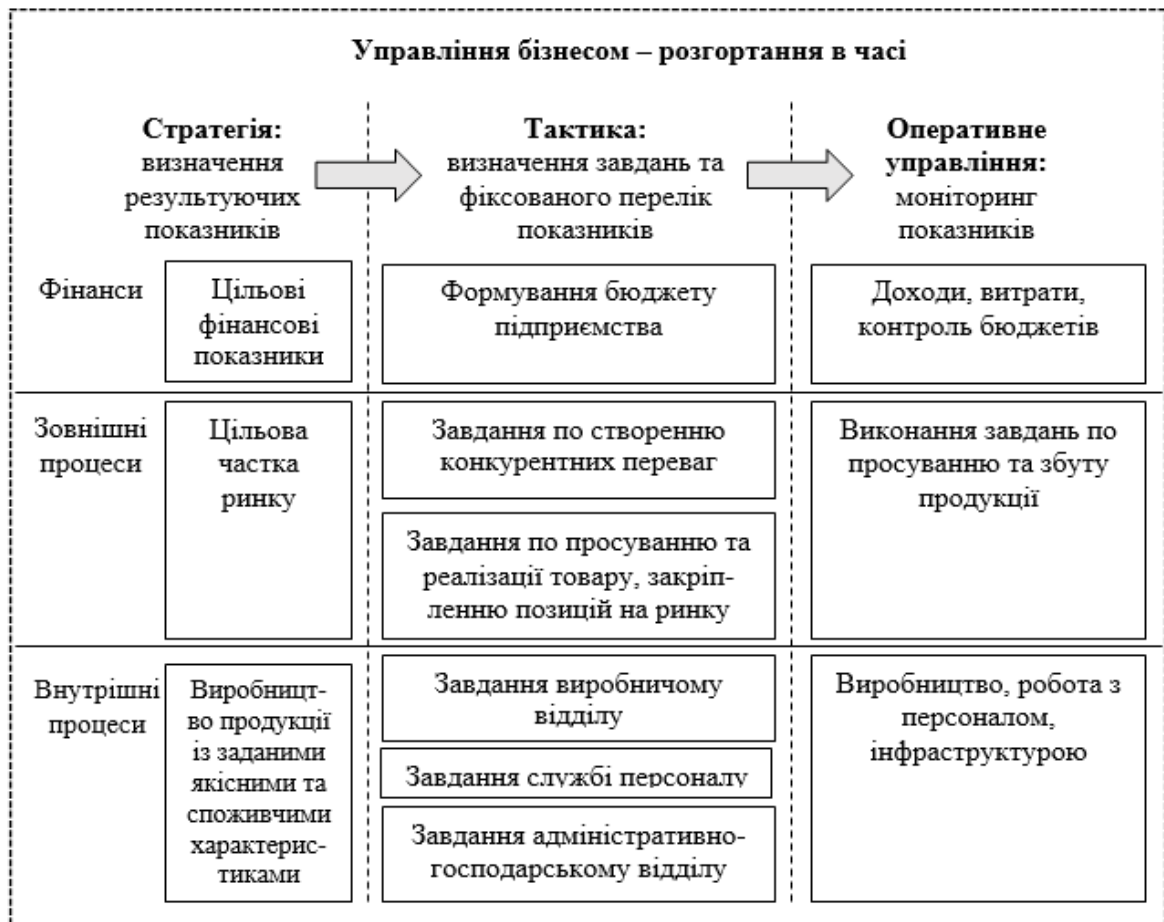 Управління бізнесом – розгортання в часі
Стратегія:
визначення
результуючих
показників
Тактика:
визначення завдань та
фіксованого перелік
показників
Оперативне
управління:
моніторинг
показників
Фінанси
Цільові
фінансові
показники
Формування бюджету
підприємства
Доходи, витрати,
контроль бюджетів
Зовнішні
процеси
Цільова
частка
ринку
Завдання по створенню
конкурентних переваг
Завдання по просуванню та
реалізації товару, закріп-
ленню позицій на ринку
Виконання завдань по
просуванню та збуту
продукції
Внутрішні
процеси
Виробницт-
во продукції
із заданими
якісними та
споживчими
характерис-
тиками
Завдання виробничому
відділу
Завдання службі персоналу
Завдання адміністративно-
господарському відділу
Виробництво, робота з
персоналом,
інфраструктурою